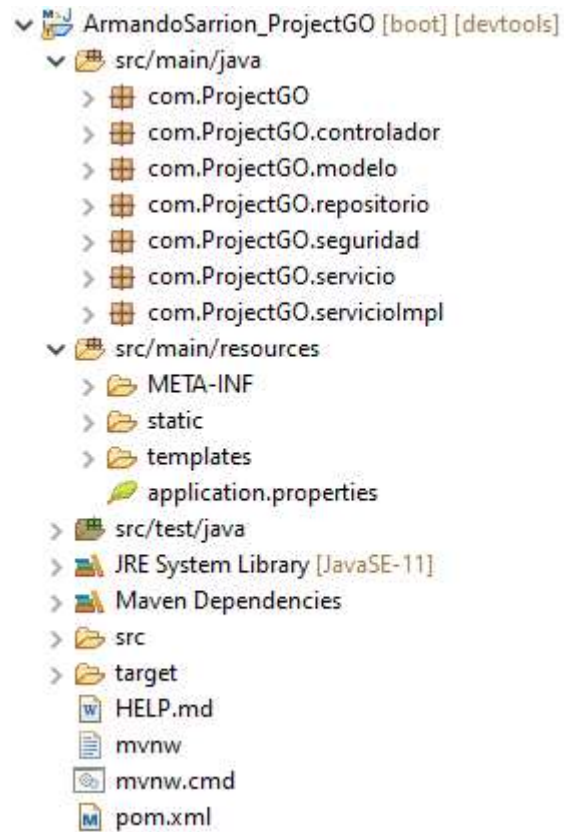 ArmandoSarrion_ProjectGO [boot] [devtools]
src/main/java
com.ProjectGO
com.ProjectGO.controlador
com.ProjectGO.modelo
com.ProjectGO.repositorio
com.ProjectGO.seguridad
com.ProjectGO.servicio
com.ProjectGO.servicioImpl
src/main/resources
META-INF
static
templates
application.properties
src/test/java
JRE System Library [JavaSE-11]
Maven Dependencies
src
target
HELP.md
mvnw
mvnw.cmd
pom.xml